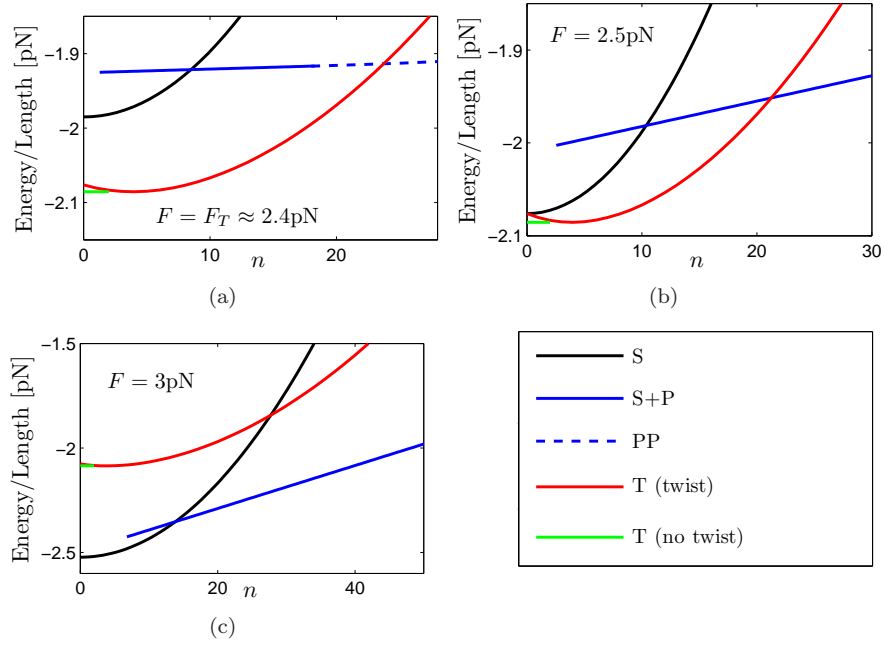 Energy/Length [pN]
−1.9
−2
−2.1
F = F_T ≈ 2.4pN
0
10
20
n
(a)
Energy/Length [pN]
−1.9
−2
−2.1
F = 2.5pN
0
10
20
30
n
(b)
Energy/Length [pN]
−1.5
−2
−2.5
F = 3pN
0
20
40
n
(c)
S
S+P
PP
T (twist)
T (no twist)